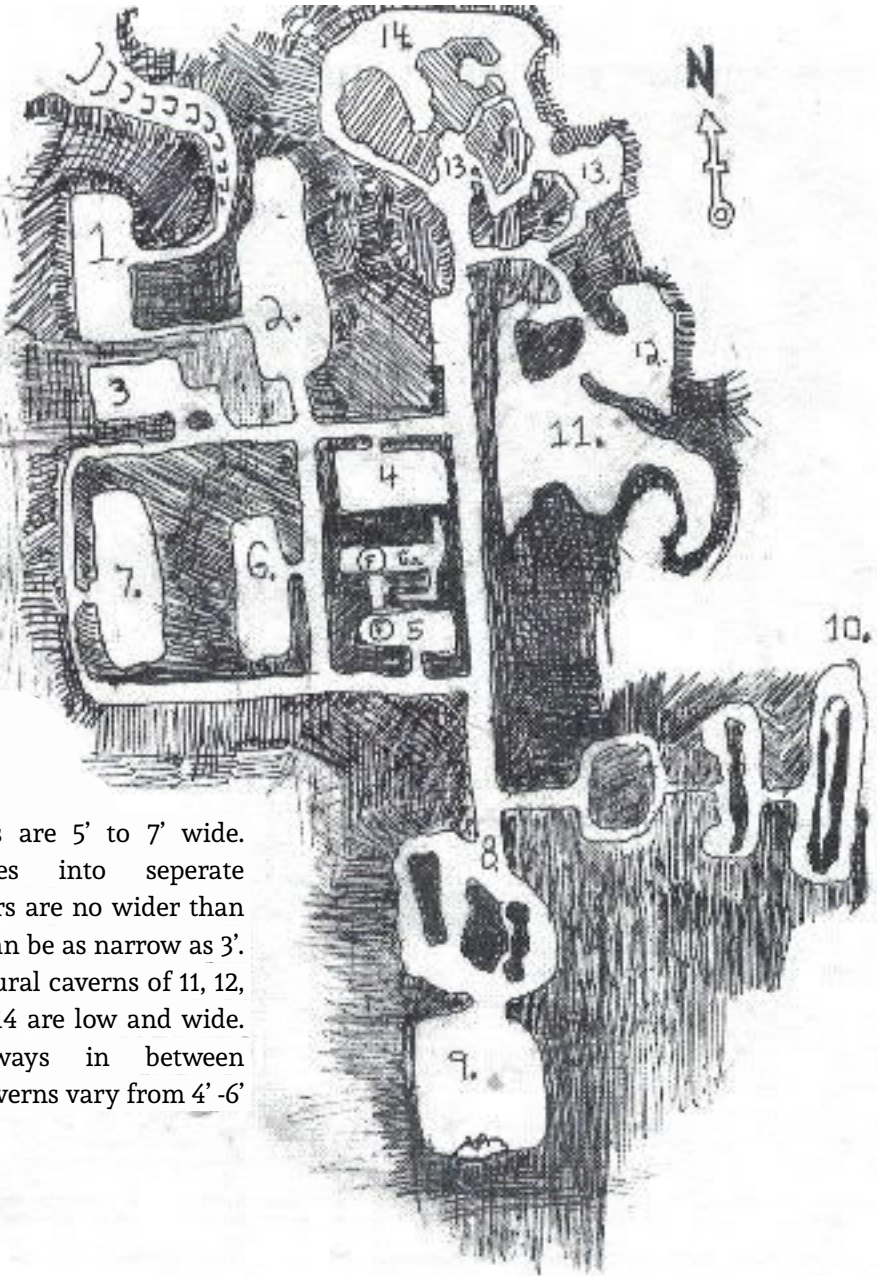 14.
N
13.
13.
1.
2.
12.
3
11.
4
6.
7.
5
10.
s are 5’ to 7’ wide.
es into seperate
rs are no wider than
an be as narrow as 3’.
ural caverns of 11, 12,
14 are low and wide.
ways in between
verns vary from 4’ -6’
8.
9.